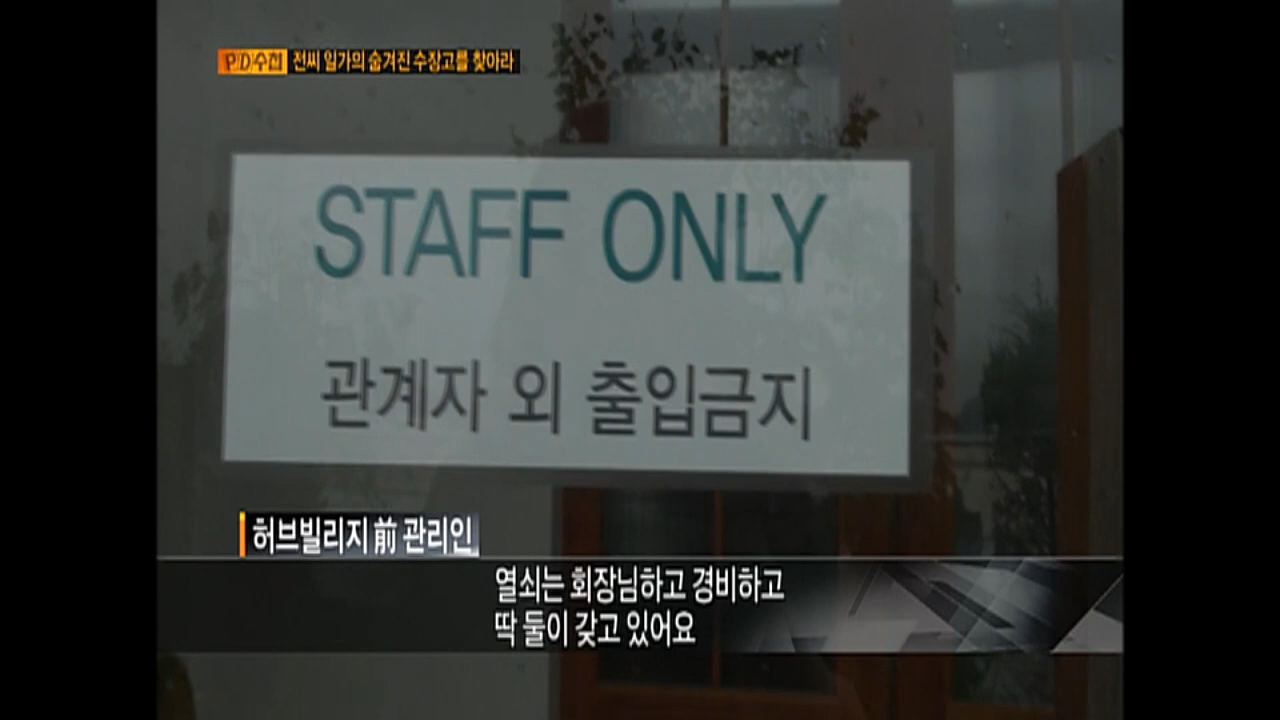 PD수첩 전씨 일가의 숨겨진 수장고를 찾아라
STAFF ONLY
관계자 외 출입금지
허브빌리지 前 관리인
열쇠는 회장님하고 경비하고
딱 둘이 갖고 있어요